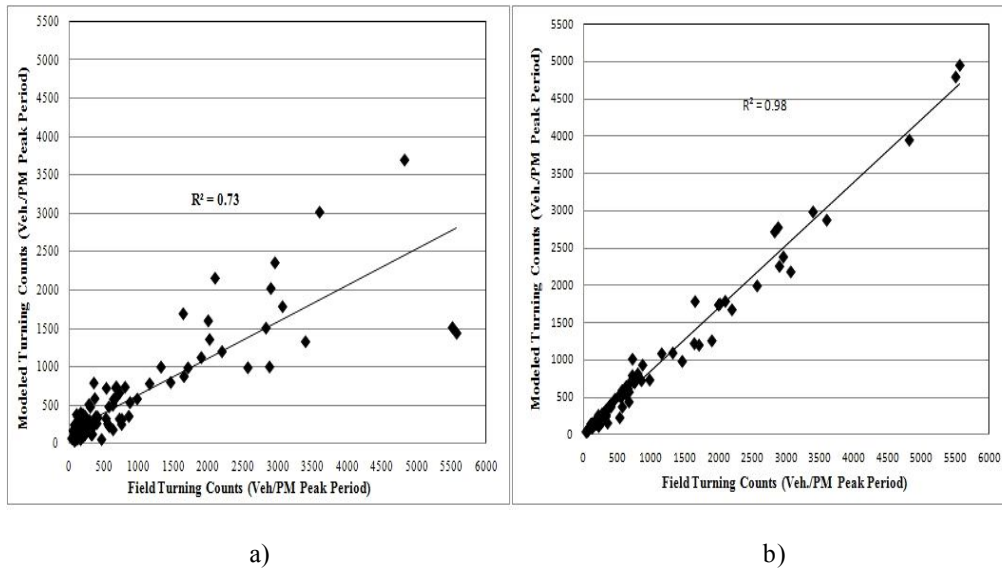 5500
5000
4500
4000
3500
3000
2500
2000
1500
1000
500
0
Modeled Turning Counts (Veh./PM Peak Period)
R² = 0.73
0 500 1000 1500 2000 2500 3000 3500 4000 4500 5000 5500 6000
Field Turning Counts (Veh/PM Peak Period)
a)
5500
5000
4500
4000
3500
3000
2500
2000
1500
1000
500
0
Modeled Turning Counts (Veh./PM Peak Period)
R² = 0.98
0 500 1000 1500 2000 2500 3000 3500 4000 4500 5000 5500 6000
Field Turning Counts (Veh./PM Peak Period)
b)